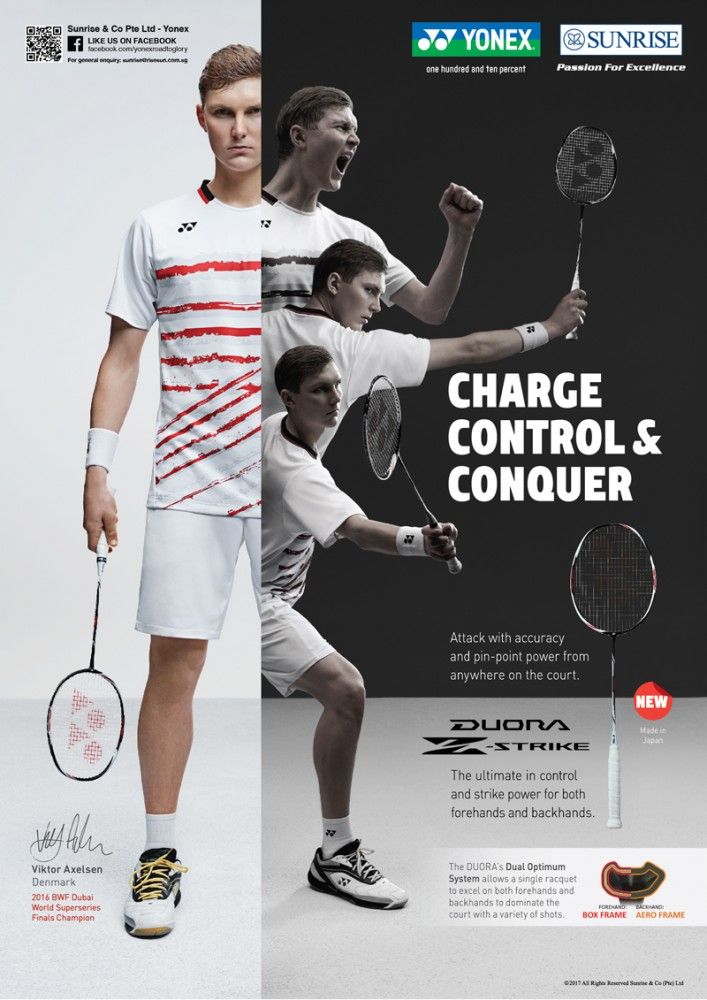 Sunrise & Co Pte Ltd - Yonex
LIKE US ON FACEBOOK
facebook.com/yonexroadtoglory
For general enquiry: sunrise@risesun.com.sg
YONEX
one hundred and ten percent
SUNRISE
Passion For Excellence
CHARGE
CONTROL &
CONQUER
Attack with accuracy
and pin-point power from
anywhere on the court.
NEW
Made in
Japan
DUORA
Z-STRIKE
The ultimate in control
and strike power for both
forehands and backhands.
Viktor Axelsen
Denmark
2016 BWF Dubai
World Superseries
Finals Champion
The DUORA's Dual Optimum
System allows a single racquet
to excel on both forehands and
backhands to dominate the
court with a variety of shots.
FOREHAND: BACKHAND:
BOX FRAME AERO FRAME
©2017 All Rights Reserved Sunrise & Co (Pte) Ltd